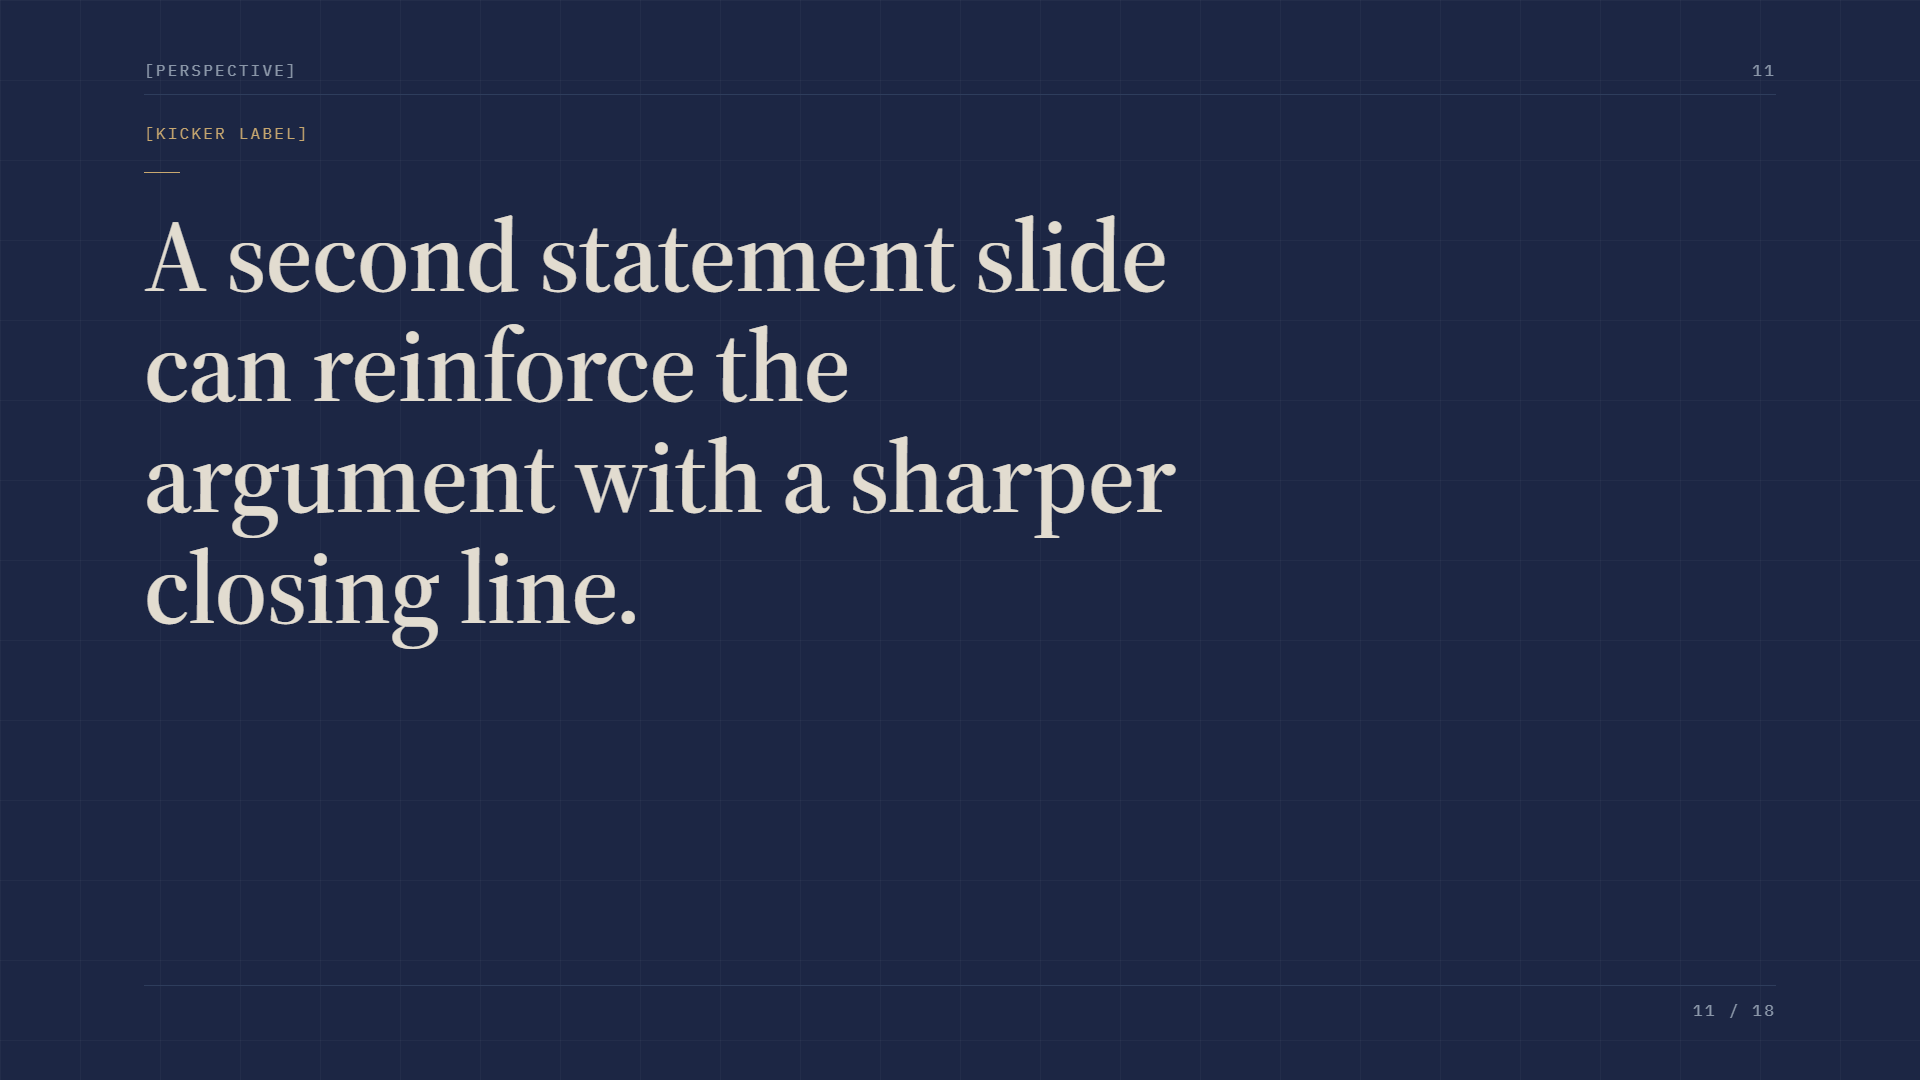 [PERSPECTIVE]
11
[KICKER LABEL]
A second statement slide
can reinforce the
argument with a sharper
closing line.
11 / 18